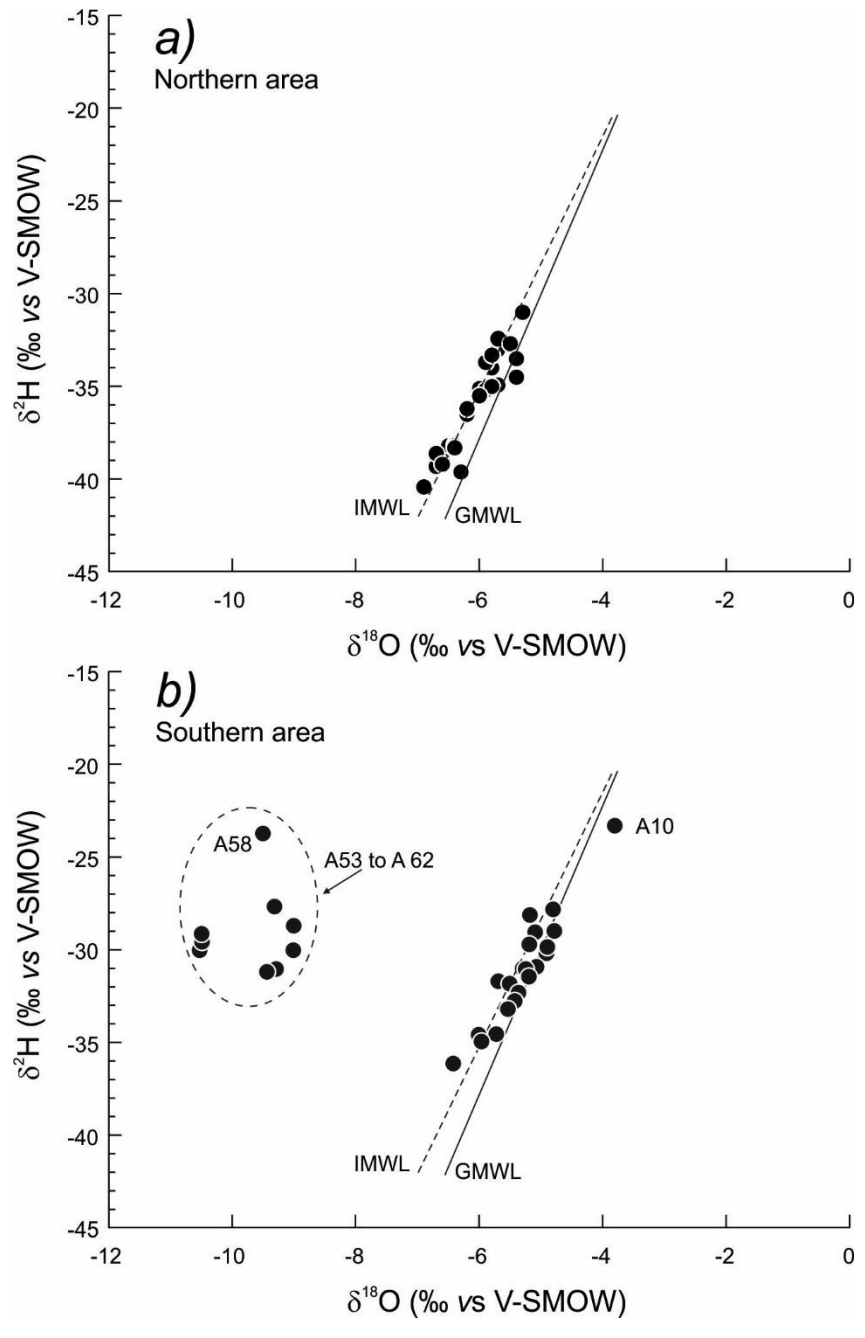 a)
Northern area
-15
-20
-25
-30
-35
-40
-45
δ²H (‰ vs V-SMOW)
IMWL
GMWL
-12
-10
-8
-6
-4
-2
0
δ¹⁸O (‰ vs V-SMOW)
b)
Southern area
-15
-20
-25
-30
-35
-40
-45
δ²H (‰ vs V-SMOW)
A58
A53 to A 62
A10
IMWL
GMWL
-12
-10
-8
-6
-4
-2
0
δ¹⁸O (‰ vs V-SMOW)